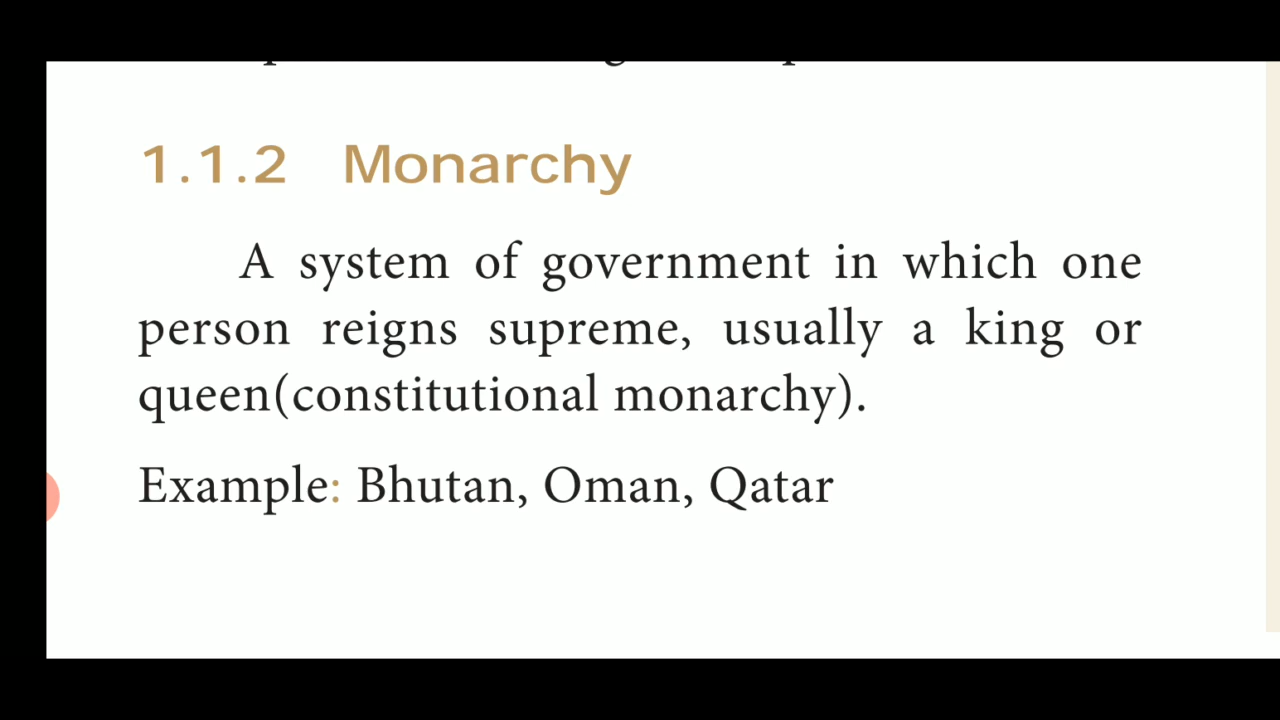 1.1.2 Monarchy
A system of government in which one
person reigns supreme, usually a king or
queen(constitutional monarchy).
Example: Bhutan, Oman, Qatar